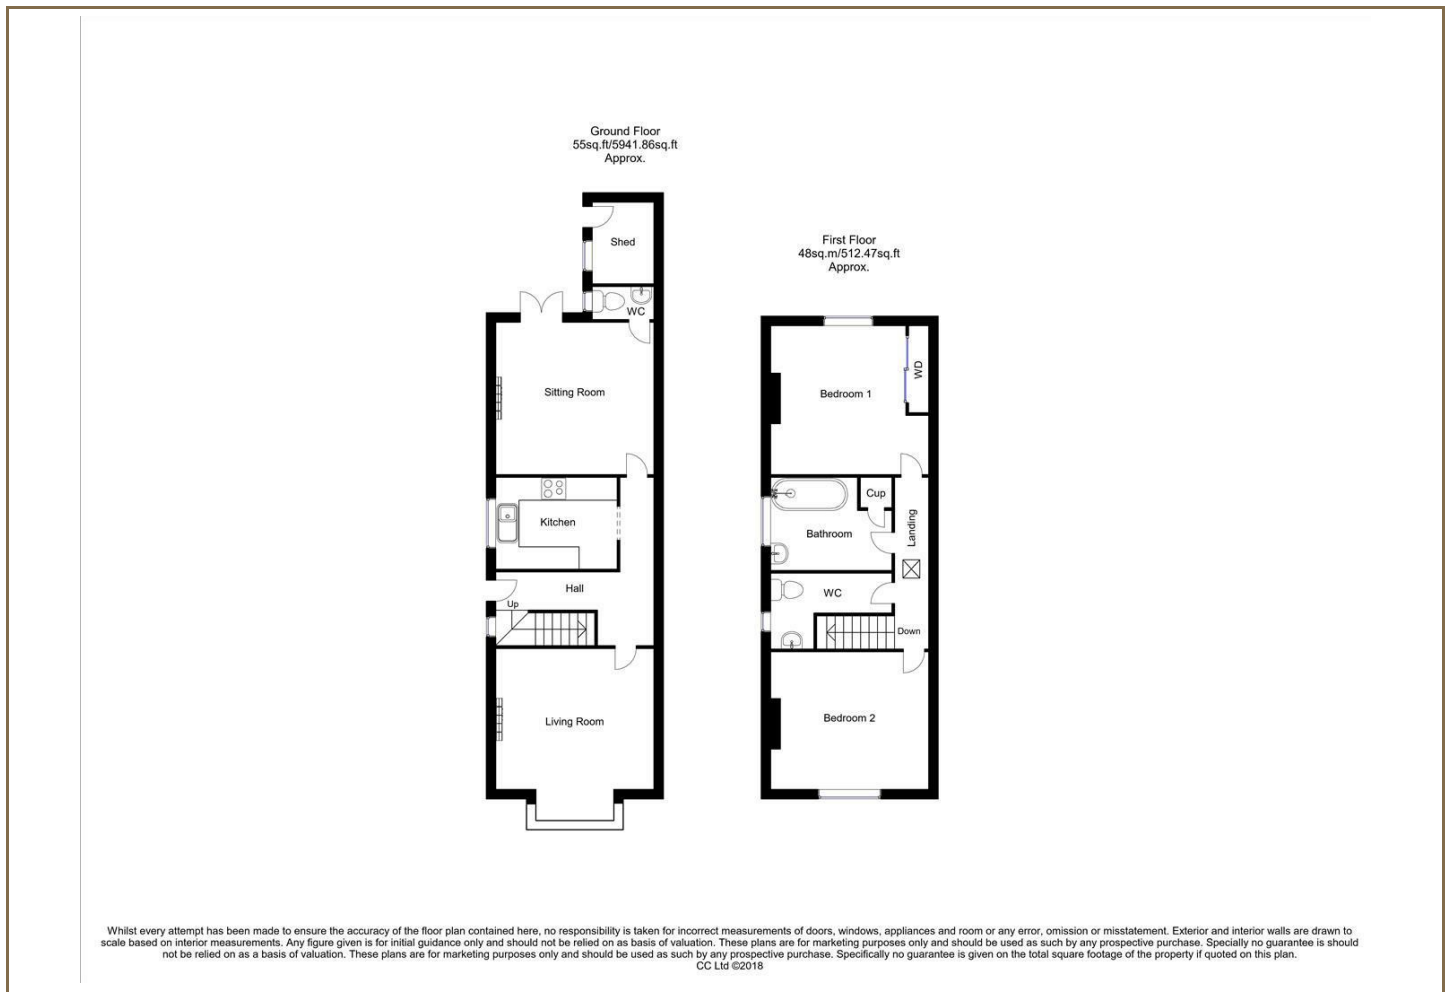 Ground Floor
55sq.ft/5941.86sq.ft
Approx.
Shed
WC
Sitting Room
Kitchen
Hall
Up
Living Room
First Floor
48sq.m/512.47sq.ft
Approx.
Bedroom 1
WD
Cup
Bathroom
Landing
WC
Down
Bedroom 2
Whilst every attempt has been made to ensure the accuracy of the floor plan contained here, no responsibility is taken for incorrect measurements of doors, windows, appliances and room or any error, omission or misstatement. Exterior and interior walls are drawn to
scale based on interior measurements. Any figure given is for initial guidance only and should not be relied on as basis of valuation. These plans are for marketing purposes only and should be used as such by any prospective purchase. Specially no guarantee is should
not be relied on as a basis of valuation. These plans are for marketing purposes only and should be used as such by any prospective purchase. Specifically no guarantee is given on the total square footage of the property if quoted on this plan.
CC Ltd ©2018